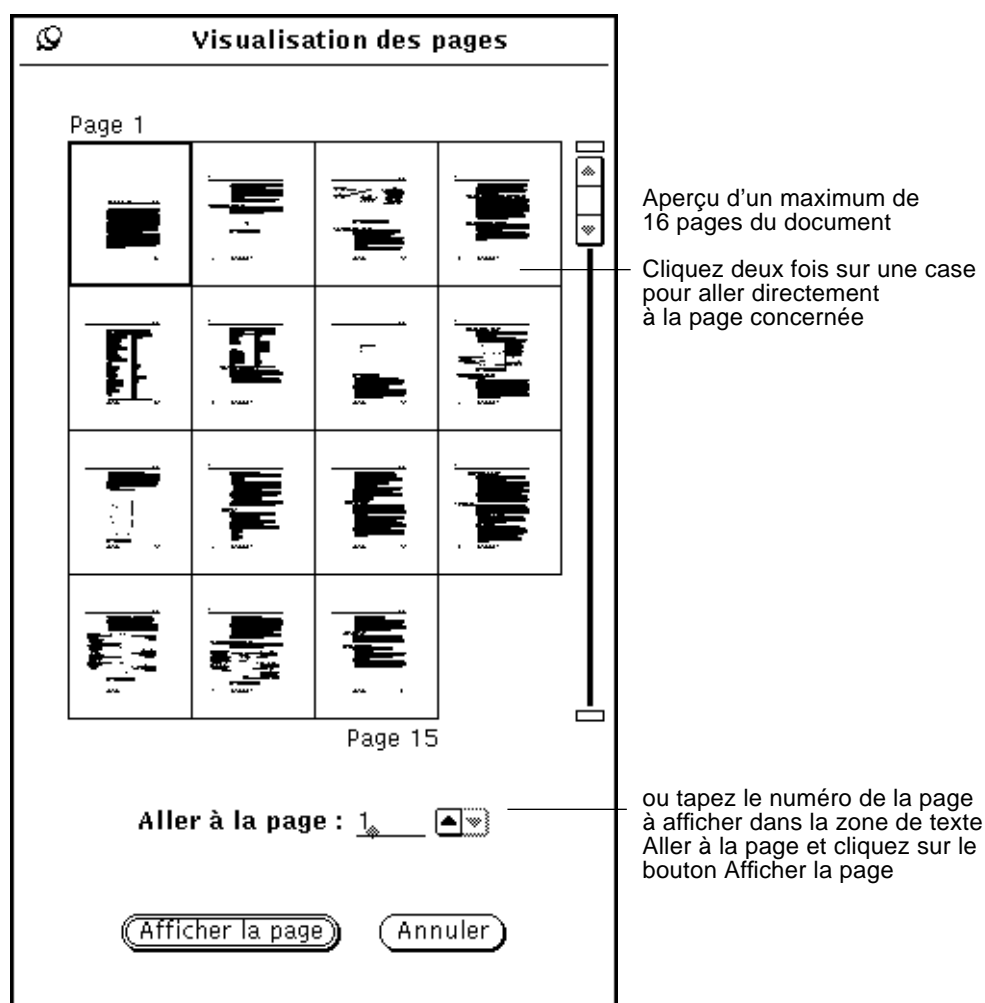 Visualisation des pages
Page 1
Aperçu d'un maximum de
16 pages du document
Cliquez deux fois sur une case
pour aller directement
à la page concernée
Page 15
Aller à la page : 1
ou tapez le numéro de la page
à afficher dans la zone de texte
Aller à la page et cliquez sur le
bouton Afficher la page
Afficher la page
Annuler